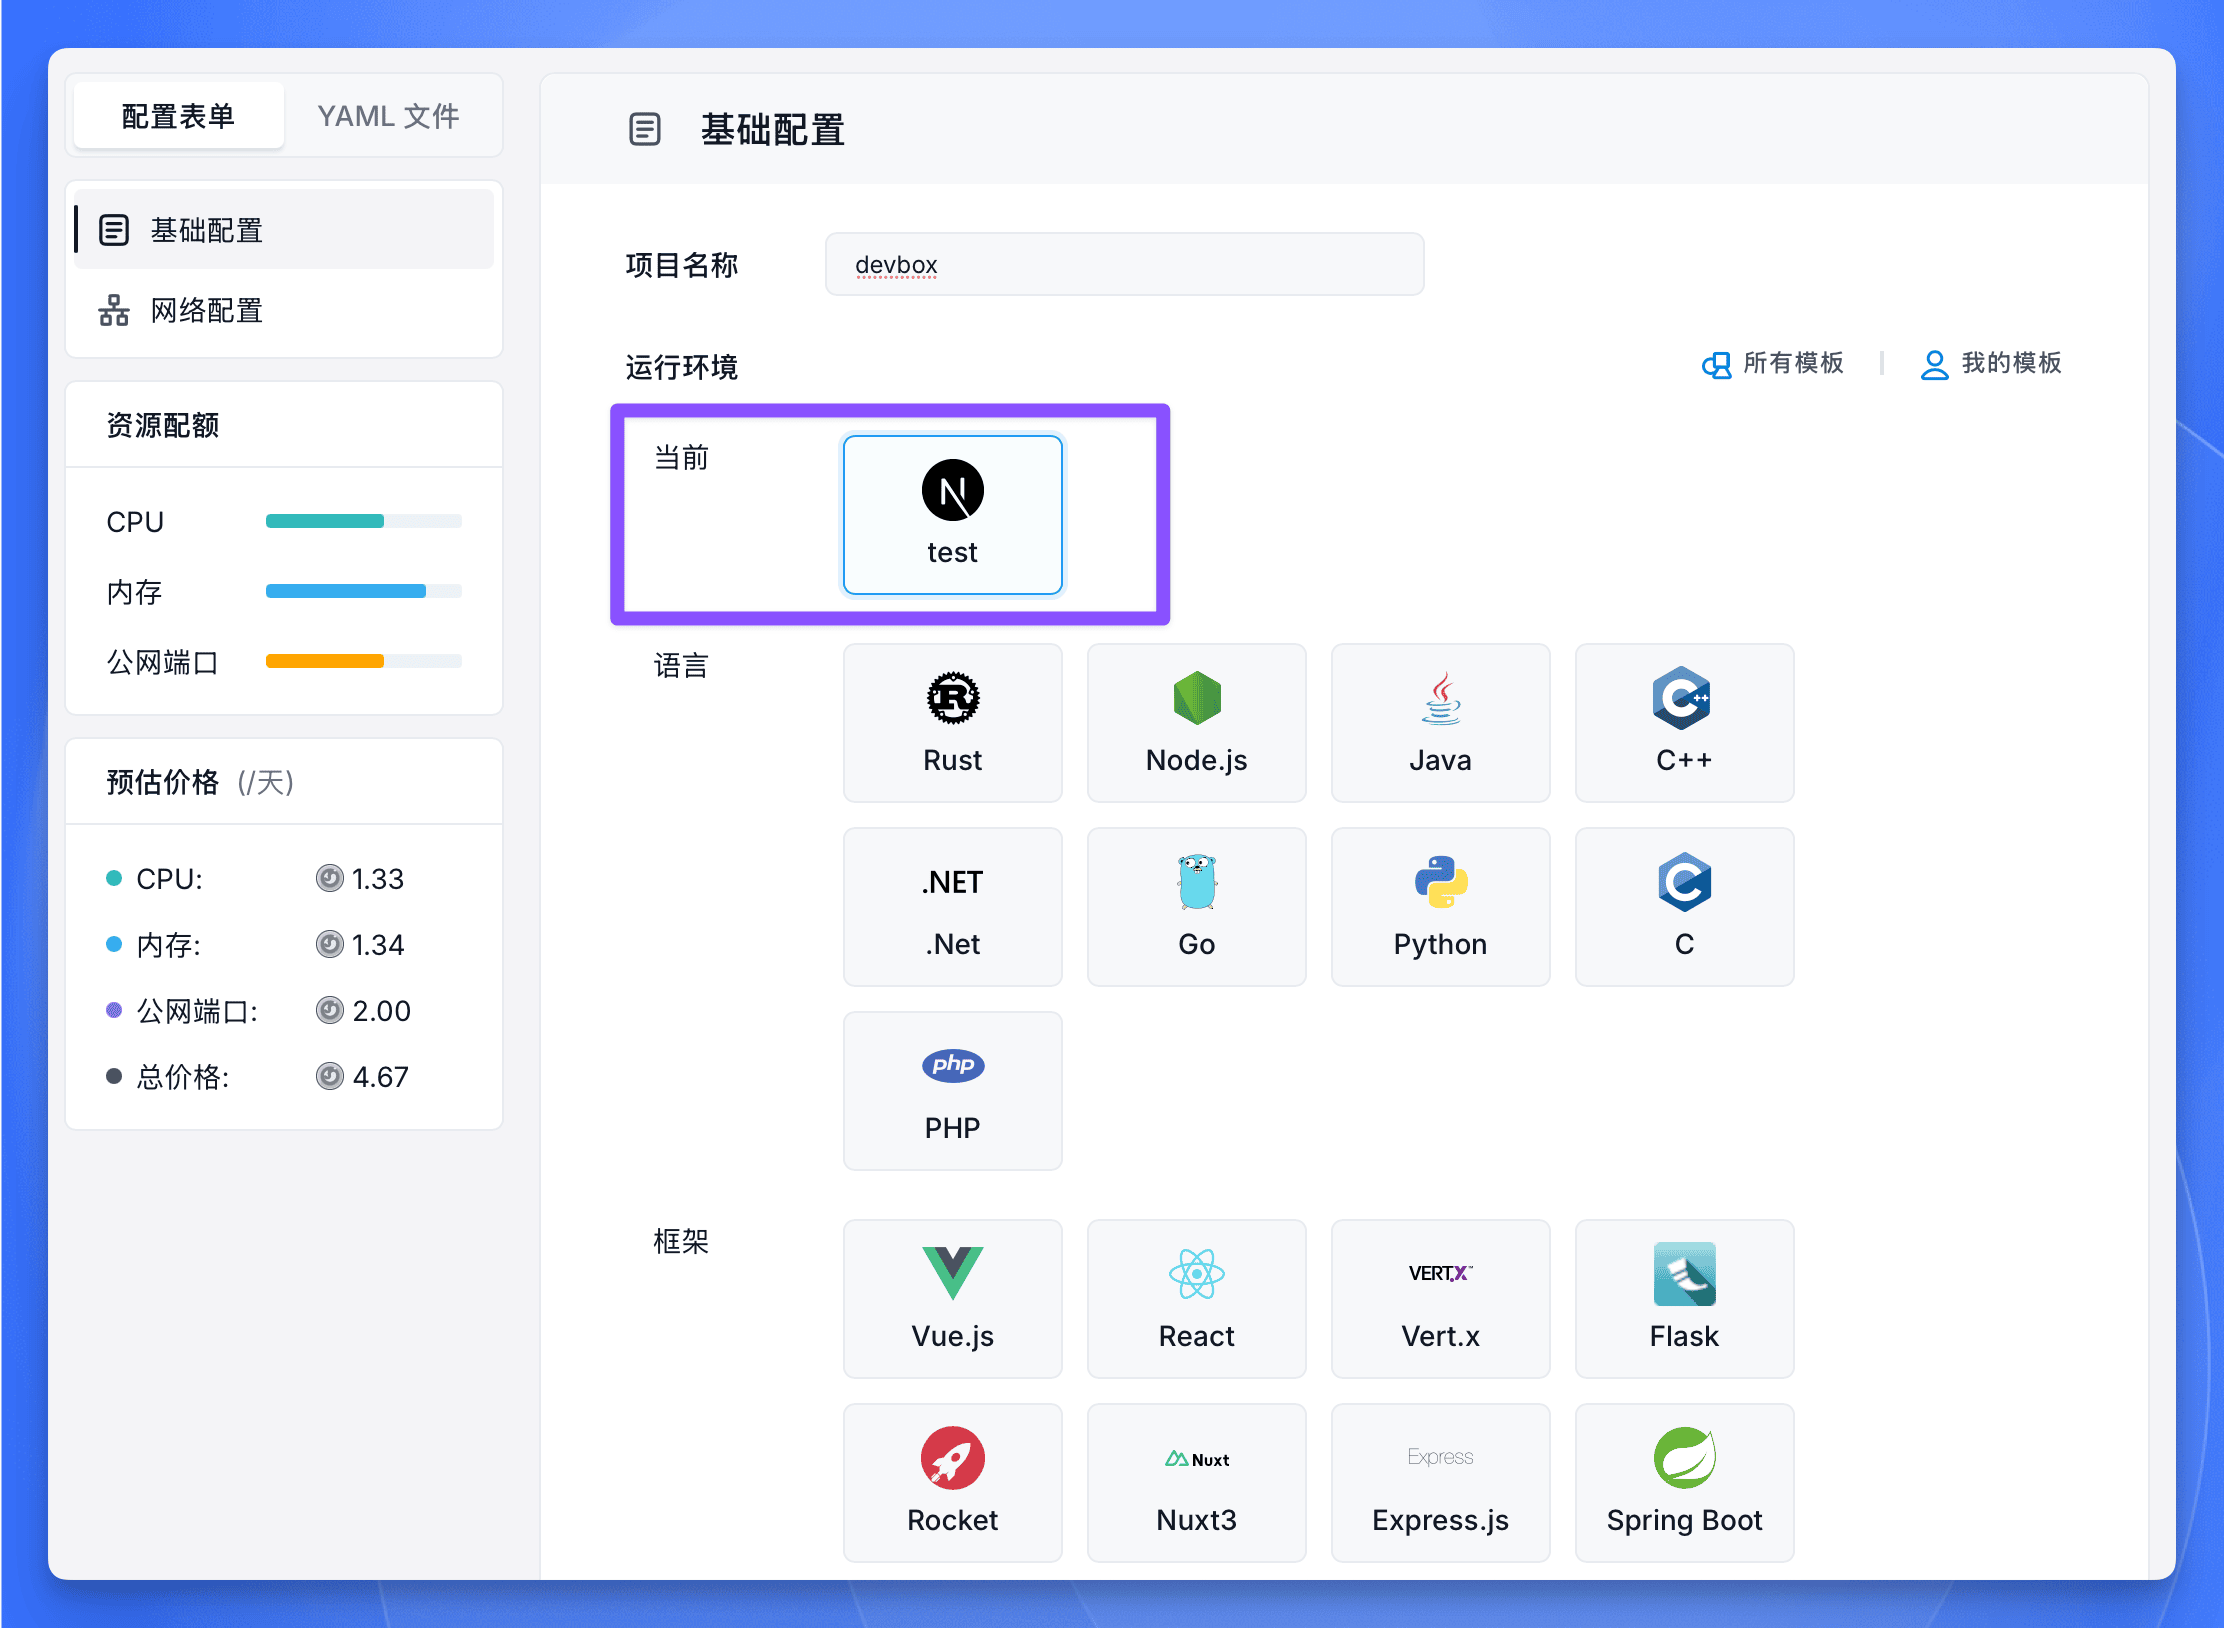 配置表单
YAML 文件
基础配置
网络配置
资源配额
CPU
内存
公网端口
预估价格 (/天)
CPU: 1.33
内存: 1.34
公网端口: 2.00
总价格: 4.67
基础配置
项目名称
devbox
运行环境
所有模板
我的模板
当前
test
语言
Rust
Node.js
Java
C++
.NET
.Net
Go
Python
C
php
PHP
框架
Vue.js
React
VERT.X™
Vert.x
Flask
Rocket
Nuxt
Nuxt3
Express
Express.js
Spring Boot